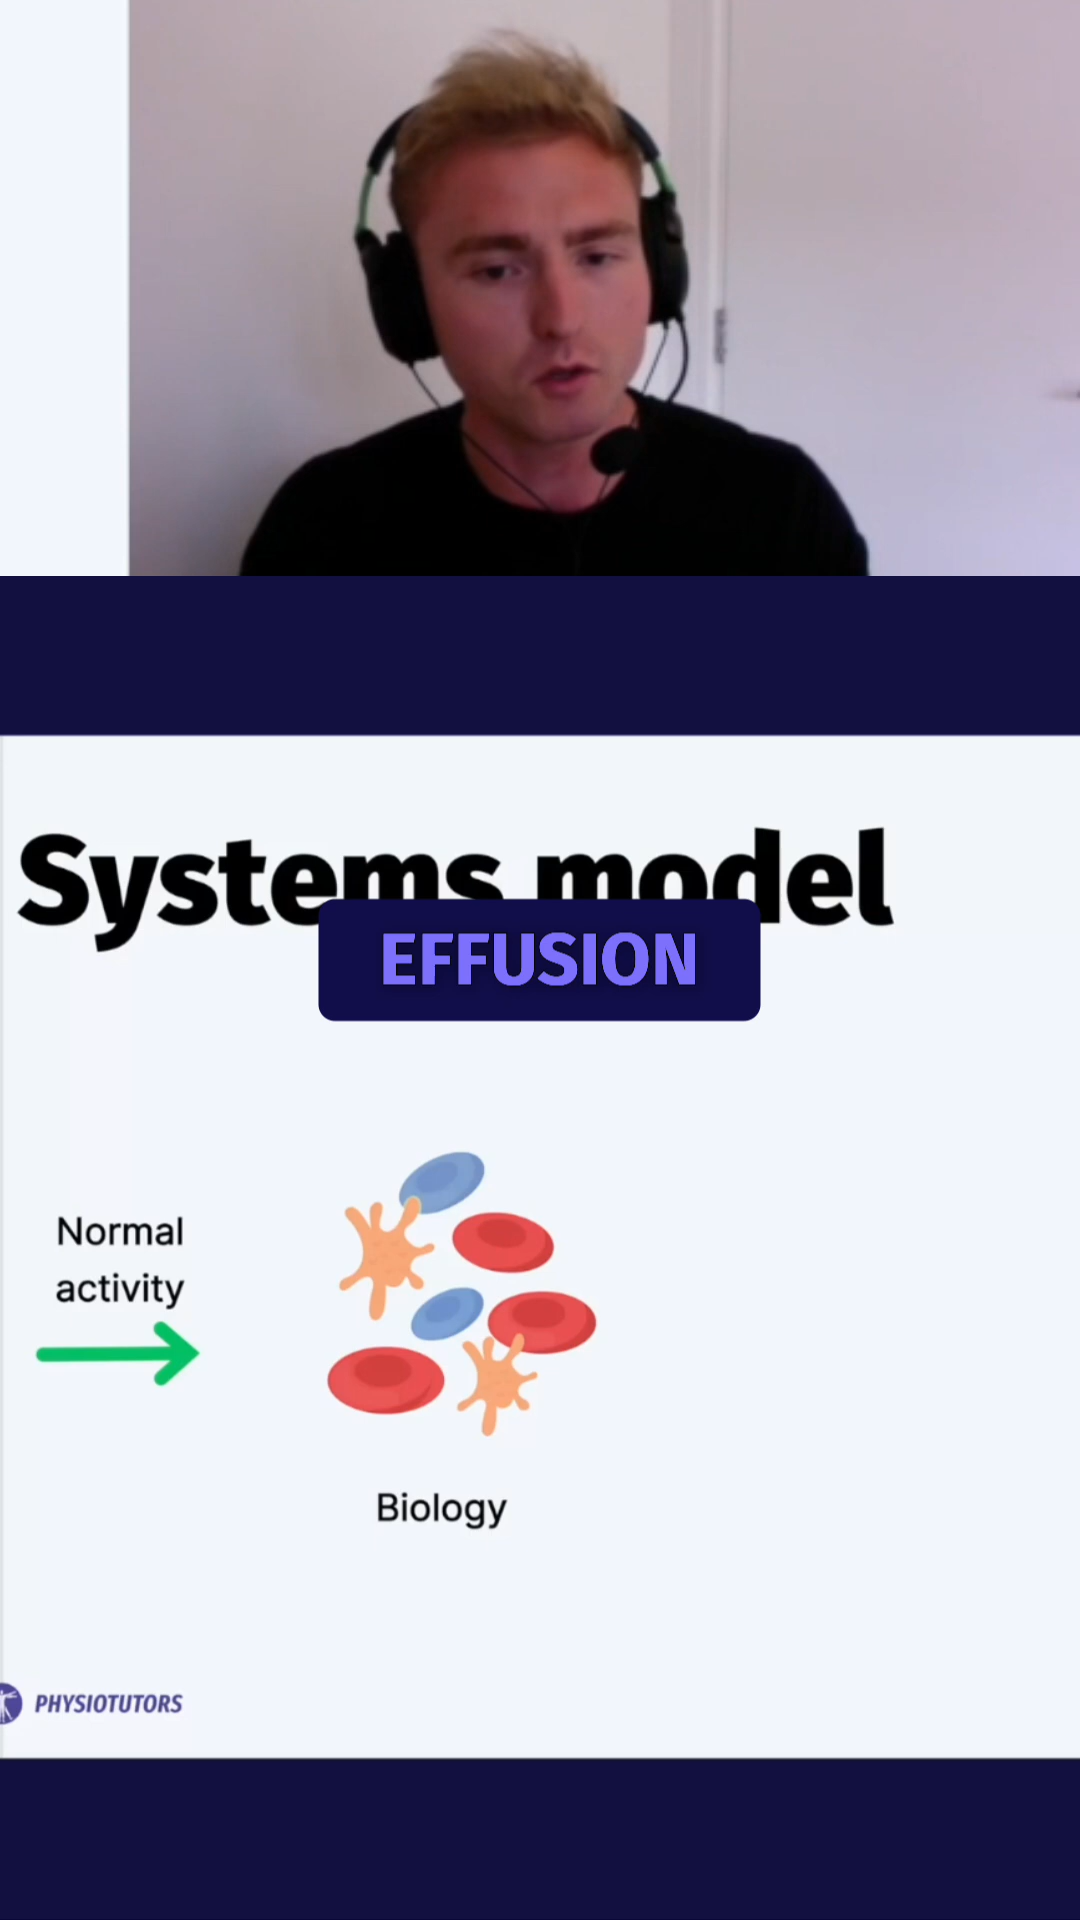 Systems model
EFFUSION
Normal
activity
Biology
PHYSIOTUTORS